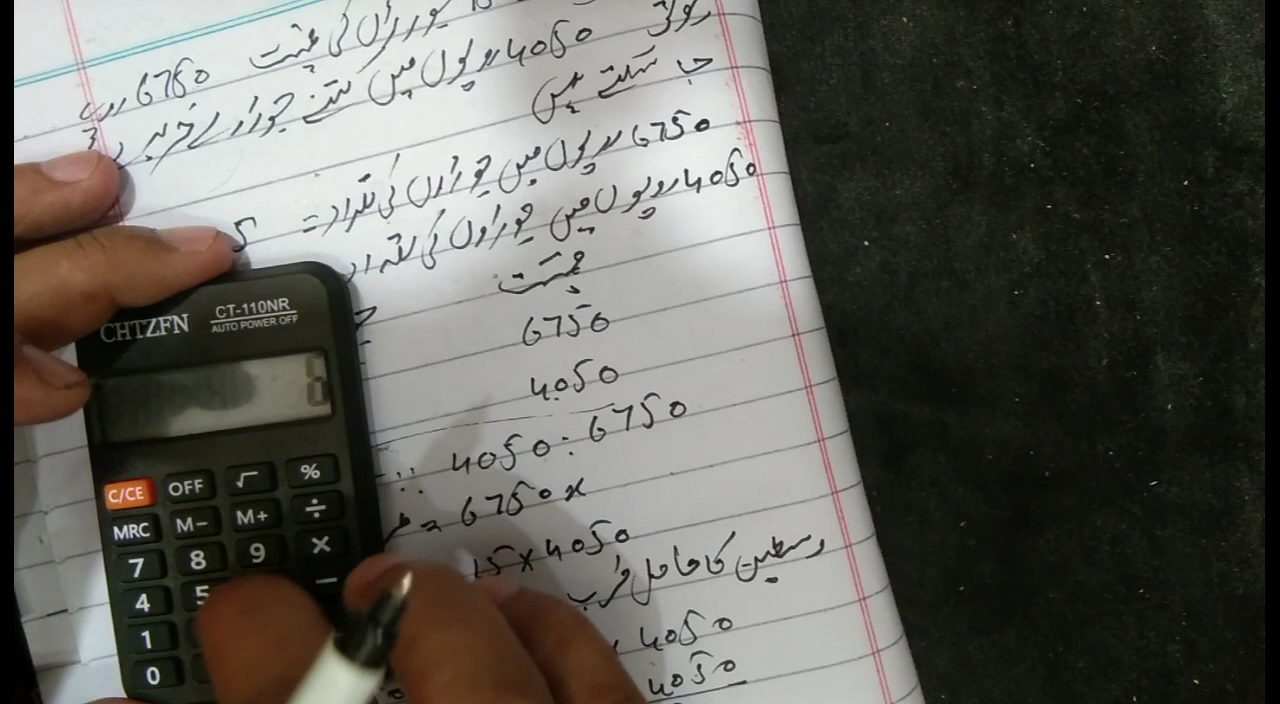 جوڑوں کی قیمت 6750 روپے
4050 روپوں میں کتنے جوڑے خریدے
جا سکتے ہیں
6750 روپوں میں جوڑوں کی تعداد =
4050 روپوں میں جوڑوں کی تعداد
قیمت
6750
4050
∴ 4050 : 6750
= 6750 ×
15 × 4050
وسطین کا حاصل ضرب
4050
4050
CHTZFN CT-110NR
AUTO POWER OFF
C/CE OFF √ %
MRC M− M+ ÷
7 8 9 ×
4 5 −
1
0